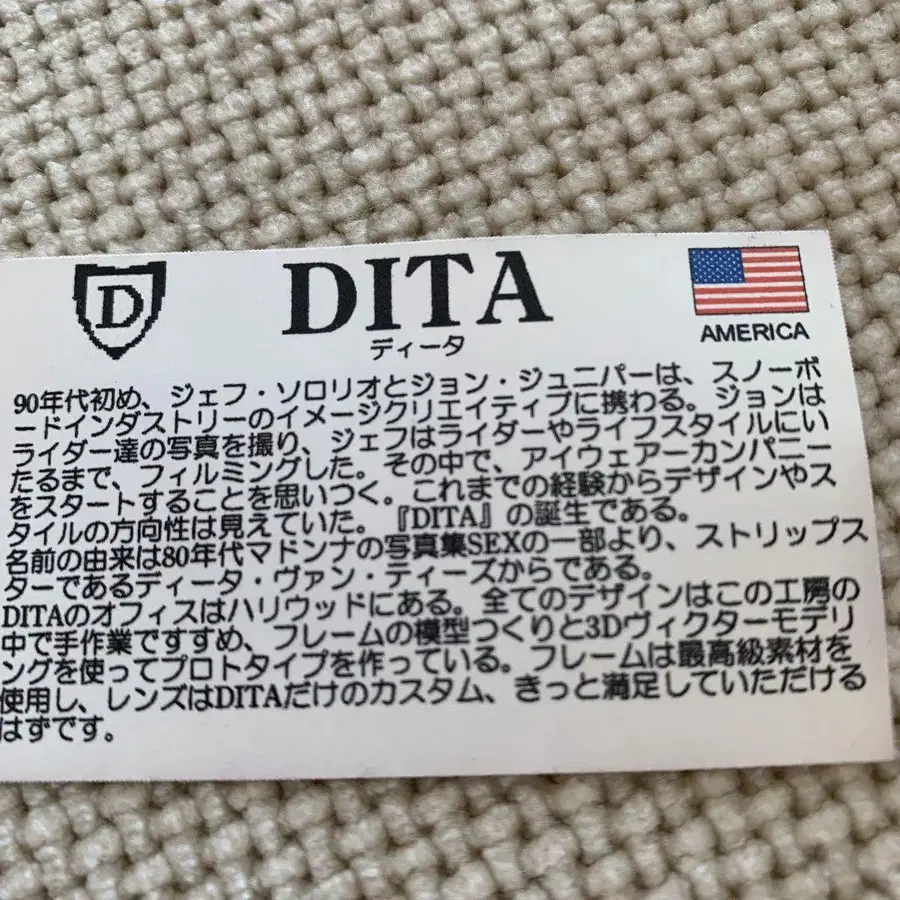 D
DITA
ディータ
AMERICA
90年代初め、ジェフ・ソロリオとジョン・ジュニパーは、スノーボ
ードインダストリーのイメージクリエイティブに携わる。ジョンは
ライダー達の写真を撮り、ジェフはライダーやライフスタイルにい
たるまで、フィルミングした。その中で、アイウェアーカンパニー
をスタートすることを思いつく。これまでの経験からデザインやス
タイルの方向性は見えていた。『DITA』の誕生である。
名前の由来は80年代マドンナの写真集SEXの一部より、ストリップス
ターであるディータ・ヴァン・ティーズからである。
DITAのオフィスはハリウッドにある。全てのデザインはこの工房の
中で手作業ですすめ、フレームの模型つくりと3Dヴィクターモデリ
ングを使ってプロトタイプを作っている。フレームは最高級素材を
使用し、レンズはDITAだけのカスタム、きっと満足していただける
はずです。